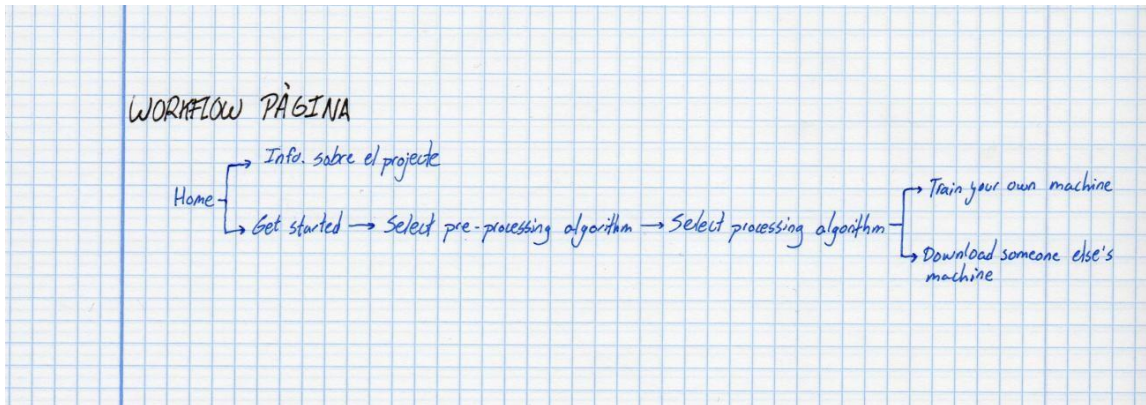 WORKFLOW PÀGINA
Info. sobre el projecte
Home
Get started → Select pre-processing algorithm → Select processing algorithm
Train your own machine
Download someone else's
machine